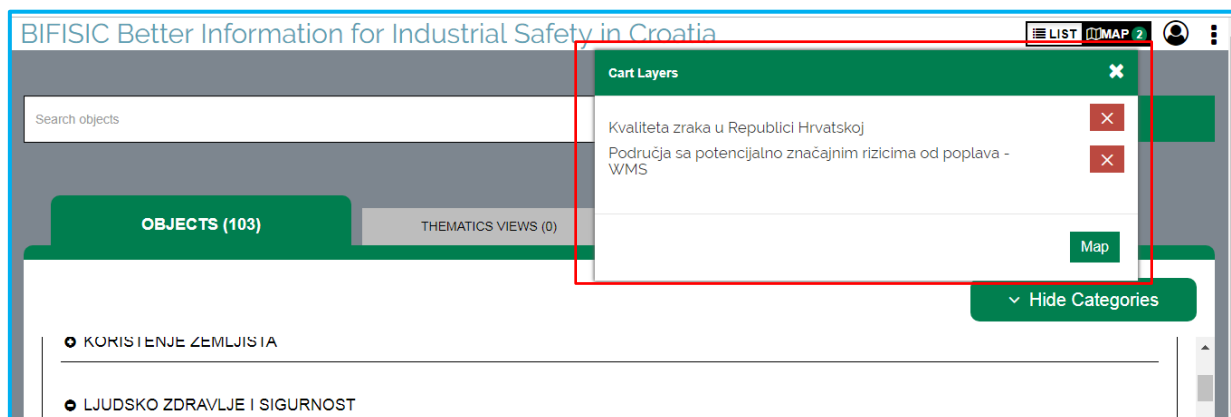 BIFISIC Better Information for Industrial Safety in Croatia
LIST MAP 2
Cart Layers
Search objects
Kvaliteta zraka u Republici Hrvatskoj
Područja sa potencijalno značajnim rizicima od poplava -
WMS
OBJECTS (103)
THEMATICS VIEWS (0)
Map
Hide Categories
KORIŠTENJE ZEMLJIŠTA
LJUDSKO ZDRAVLJE I SIGURNOST